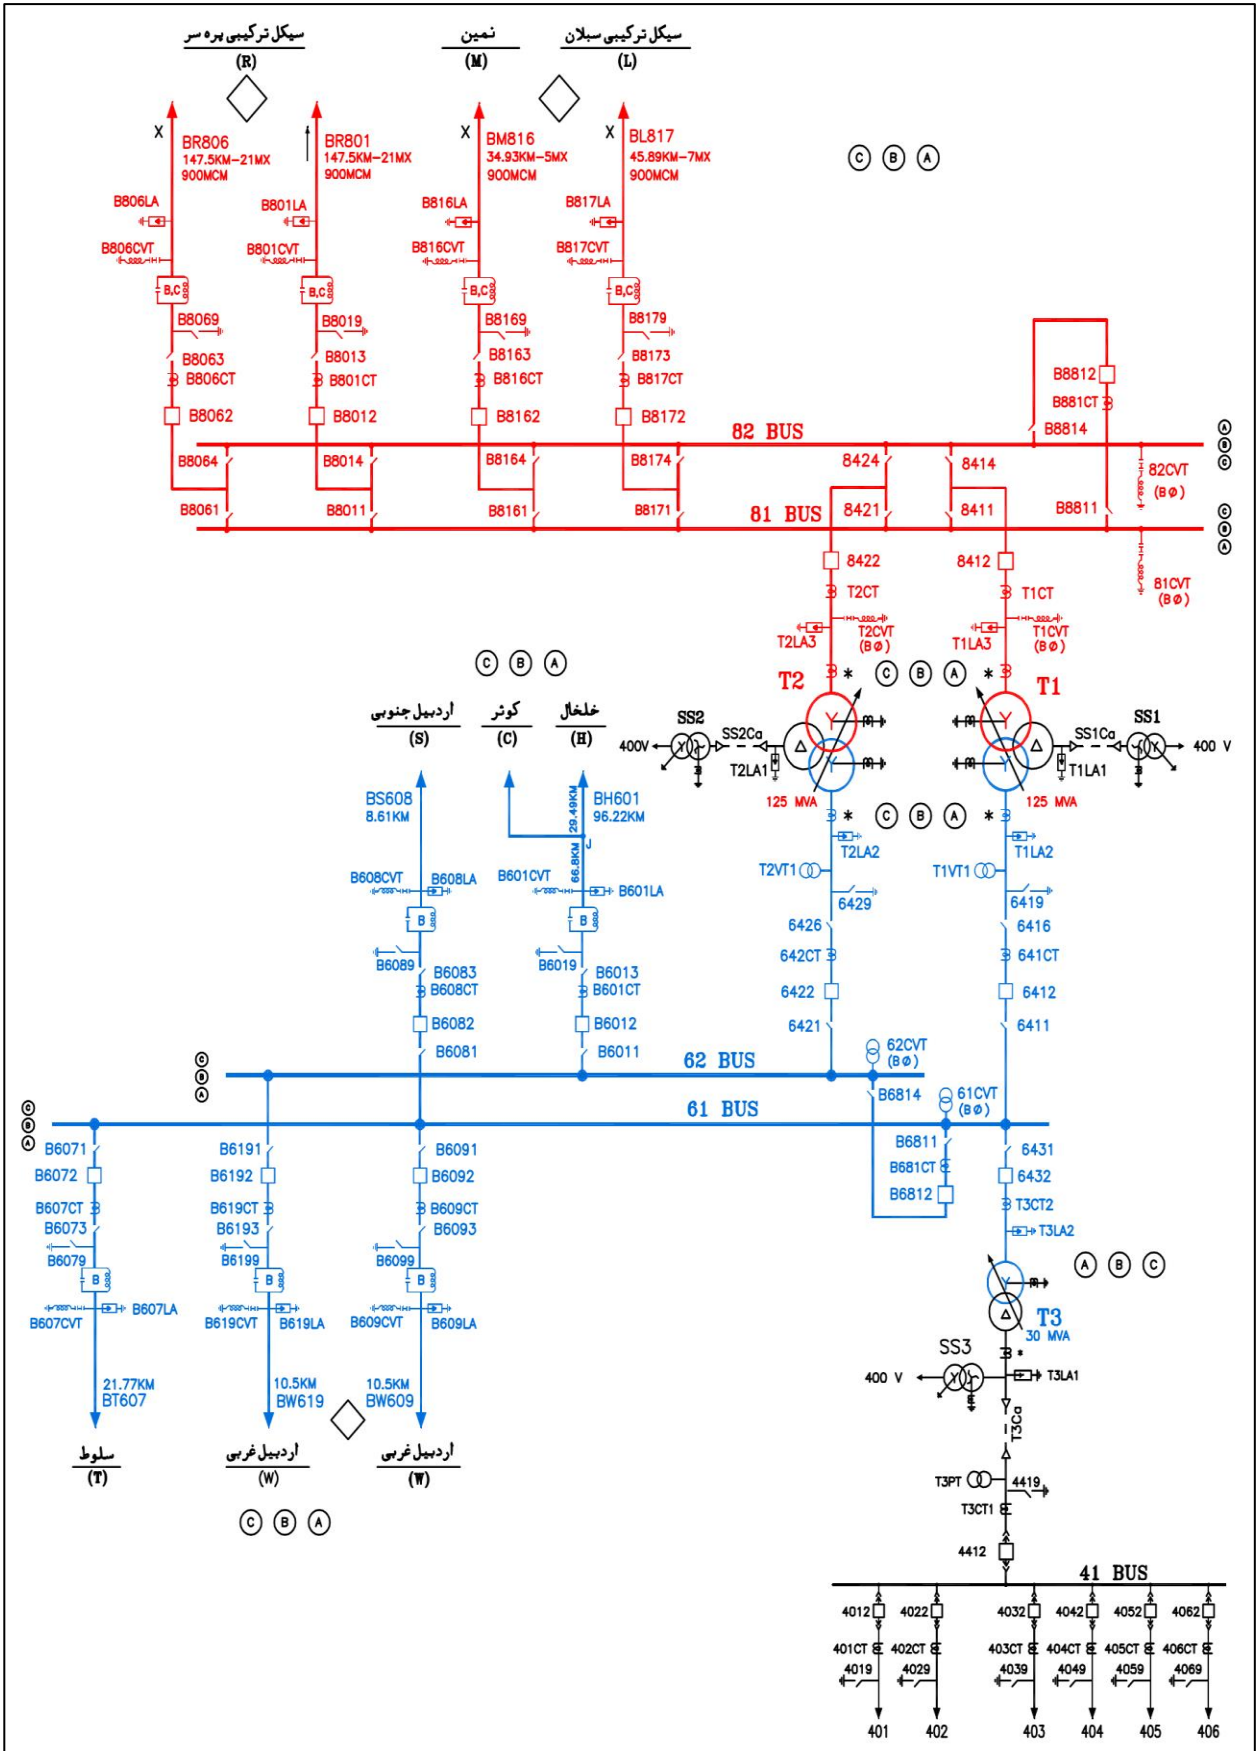 سیکل ترکیبی پره سر
(R)
نمین
(M)
سیکل ترکیبی سبلان
(L)
X
BR806
147.5KM-21MX
900MCM
BR801
147.5KM-21MX
900MCM
X
BM816
34.93KM-5MX
900MCM
X
BL817
45.89KM-7MX
900MCM
C B A
B806LA
B801LA
B816LA
B817LA
B806CVT
B801CVT
B816CVT
B817CVT
B,C
B,C
B,C
B,C
B8069
B8019
B8169
B8179
B8063
B8013
B8163
B8173
B806CT
B801CT
B816CT
B817CT
B8062
B8012
B8162
B8172
B8812
B881CT
B8814
82 BUS
A
B
C
B8064
B8014
B8164
B8174
8424
8414
82CVT
(BØ)
B8061
B8011
B8161
B8171
81 BUS
8421
8411
B8811
C
B
A
8422
8412
81CVT
(BØ)
T2CT
T1CT
T2LA3
T2CVT
(BØ)
T1LA3
T1CVT
(BØ)
C B A
T2
*
C B A
*
T1
اردبیل جنوبی
(S)
کوثر
(C)
خلخال
(H)
SS2
400V
SS2Ca
T2LA1
Y
Δ
Y
125 MVA
Y
Δ
Y
125 MVA
SS1Ca
T1LA1
SS1
400 V
BS608
8.61KM
29.49KM
BH601
96.22KM
J
66.8KM
*
C B A
*
T2LA2
T1LA2
T2VT1
T1VT1
B608CVT
B608LA
B601CVT
B601LA
6429
6419
B
B
6426
6416
B6089
B6083
B6019
B6013
642CT
641CT
B608CT
B601CT
6422
6412
B6082
B6012
6421
6411
B6081
B6011
62 BUS
62CVT
(BØ)
C
B
A
B6814
61CVT
(BØ)
C
B
A
61 BUS
B6071
B6191
B6091
B6811
6431
B6072
B6192
B6092
B681CT
6432
B607CT
B619CT
B609CT
B6812
T3CT2
B6073
B6193
B6093
T3LA2
B6079
B6199
B6099
B
B
B
A B C
B607CVT
B607LA
B619CVT
B619LA
B609CVT
B609LA
Y
Δ
T3
30 MVA
SS3
*
400 V
T3LA1
21.77KM
BT607
10.5KM
BW619
10.5KM
BW609
T3Ca
سلوط
(T)
اردبیل غربی
(W)
اردبیل غربی
(W)
C B A
T3PT
4419
T3CT1
4412
41 BUS
4012
4022
4032
4042
4052
4062
401CT
402CT
403CT
404CT
405CT
406CT
4019
4029
4039
4049
4059
4069
401
402
403
404
405
406